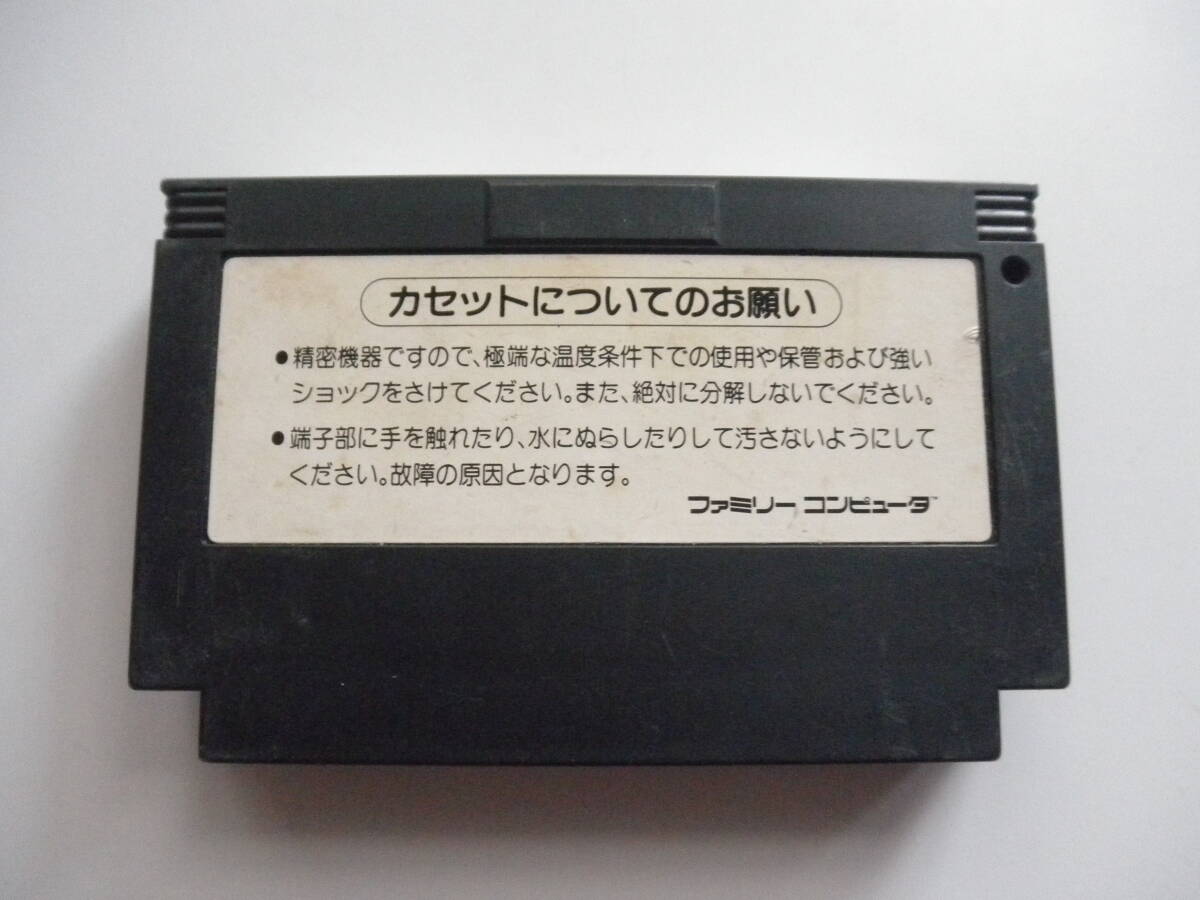 カセットについてのお願い
●精密機器ですので、極端な温度条件下での使用や保管および強い
ショックをさけてください。また、絶対に分解しないでください。
●端子部に手を触れたり、水にぬらしたりして汚さないようにして
ください。故障の原因となります。
ファミリー コンピュータ™